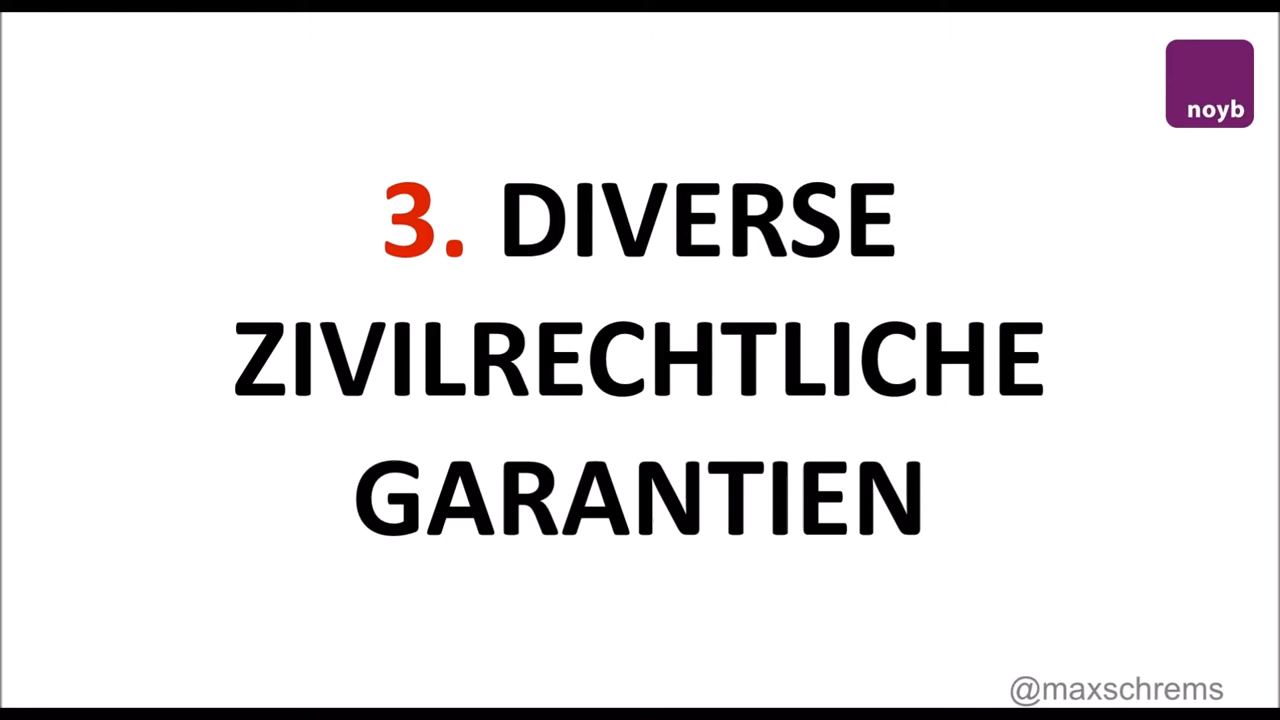 noyb
3. DIVERSE
ZIVILRECHTLICHE
GARANTIEN
@maxschrems